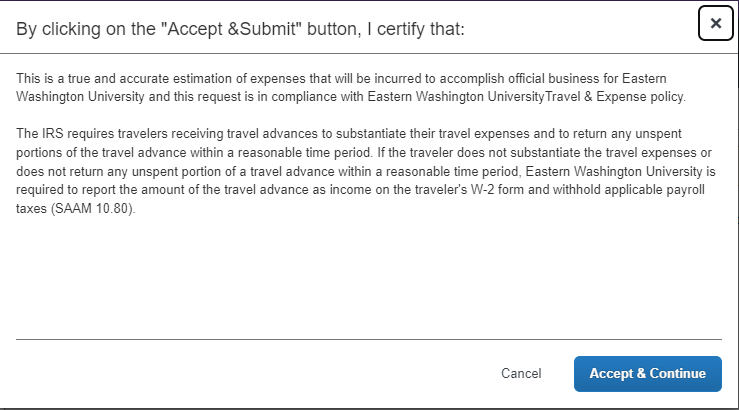 By clicking on the "Accept &Submit" button, I certify that:
×
This is a true and accurate estimation of expenses that will be incurred to accomplish official business for Eastern
Washington University and this request is in compliance with Eastern Washington UniversityTravel & Expense policy.
The IRS requires travelers receiving travel advances to substantiate their travel expenses and to return any unspent
portions of the travel advance within a reasonable time period. If the traveler does not substantiate the travel expenses or
does not return any unspent portion of a travel advance within a reasonable time period, Eastern Washington University is
required to report the amount of the travel advance as income on the traveler's W-2 form and withhold applicable payroll
taxes (SAAM 10.80).
Cancel
Accept & Continue